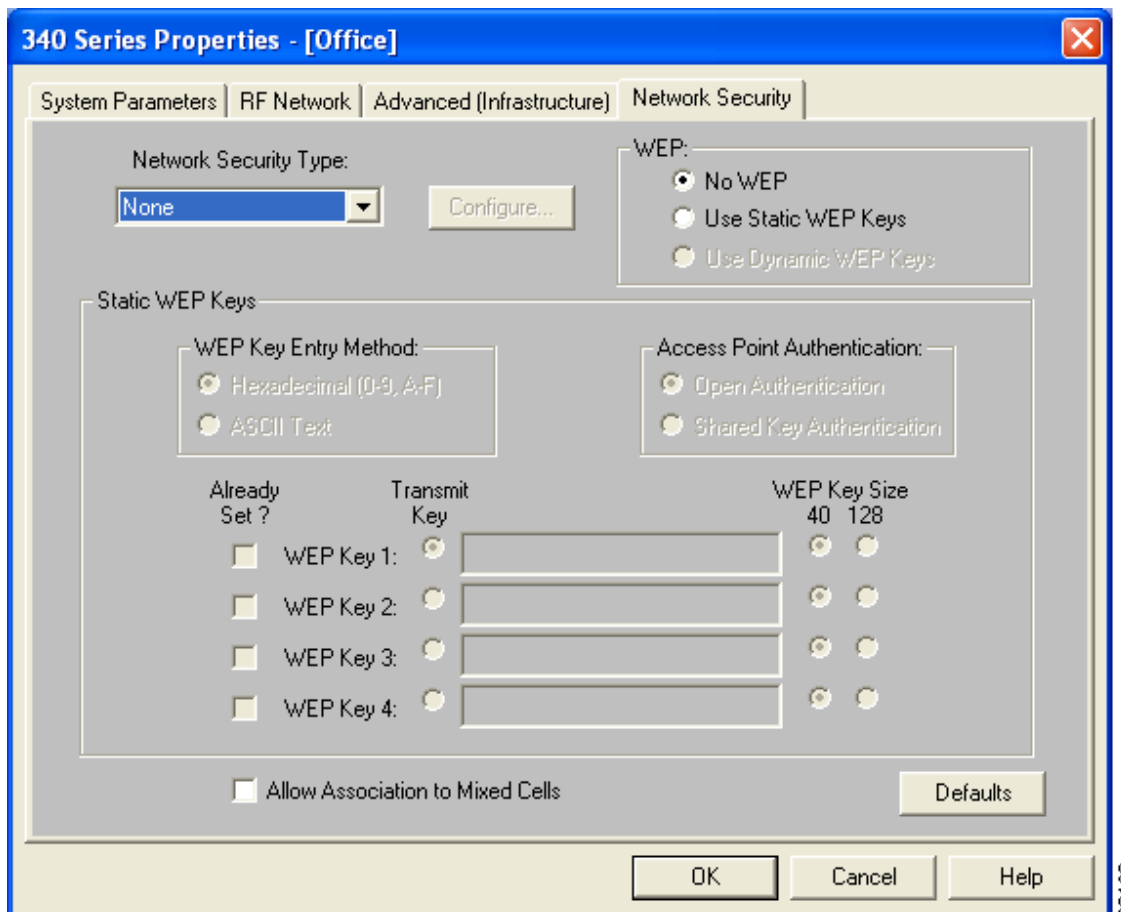 340 Series Properties - [Office]
System Parameters RF Network Advanced (Infrastructure) Network Security
Network Security Type:
None
Configure...
WEP:
No WEP
Use Static WEP Keys
Use Dynamic WEP Keys
Static WEP Keys
WEP Key Entry Method:
Hexadecimal (0-9, A-F)
ASCII Text
Access Point Authentication:
Open Authentication
Shared Key Authentication
Already
Set ?
Transmit
Key
WEP Key Size
40 128
WEP Key 1:
WEP Key 2:
WEP Key 3:
WEP Key 4:
Allow Association to Mixed Cells
Defaults
OK Cancel Help